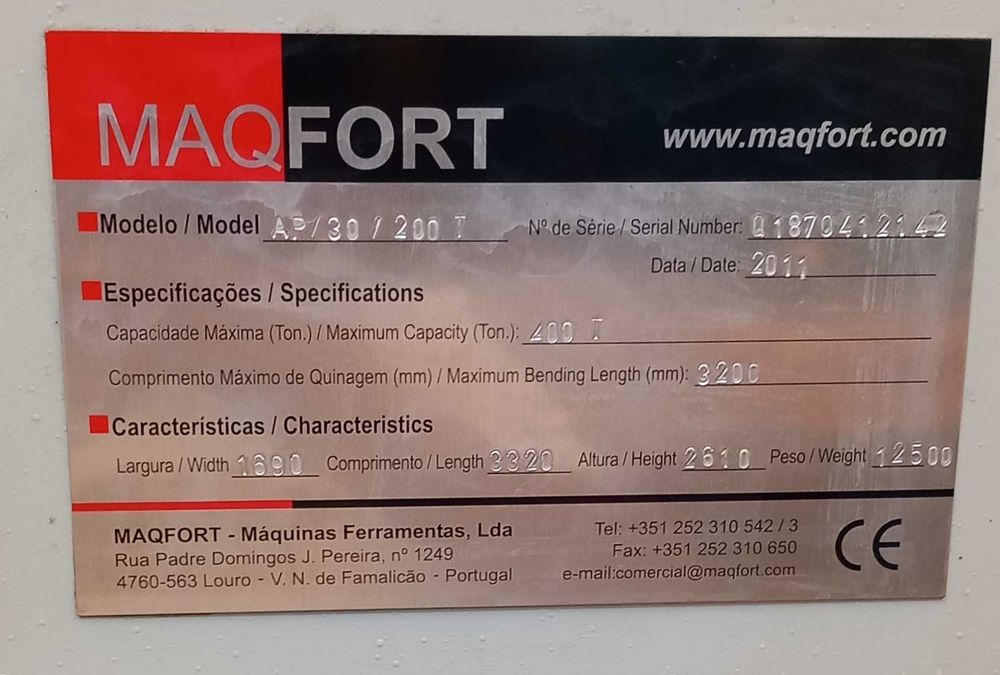 MAQFORT
www.maqfort.com
Modelo / Model AP/30/200 T Nº de Série / Serial Number: Q1870412142
Data / Date: 2011
Especificações / Specifications
Capacidade Máxima (Ton.) / Maximum Capacity (Ton.): 200 T
Comprimento Máximo de Quinagem (mm) / Maximum Bending Length (mm): 3200
Características / Characteristics
Largura / Width 1690 Comprimento / Length 3320 Altura / Height 2610 Peso / Weight 12500
MAQFORT - Máquinas Ferramentas, Lda
Rua Padre Domingos J. Pereira, nº 1249
4760-563 Louro - V. N. de Famalicão - Portugal
Tel: +351 252 310 542 / 3
Fax: +351 252 310 650
e-mail:comercial@maqfort.com
CE